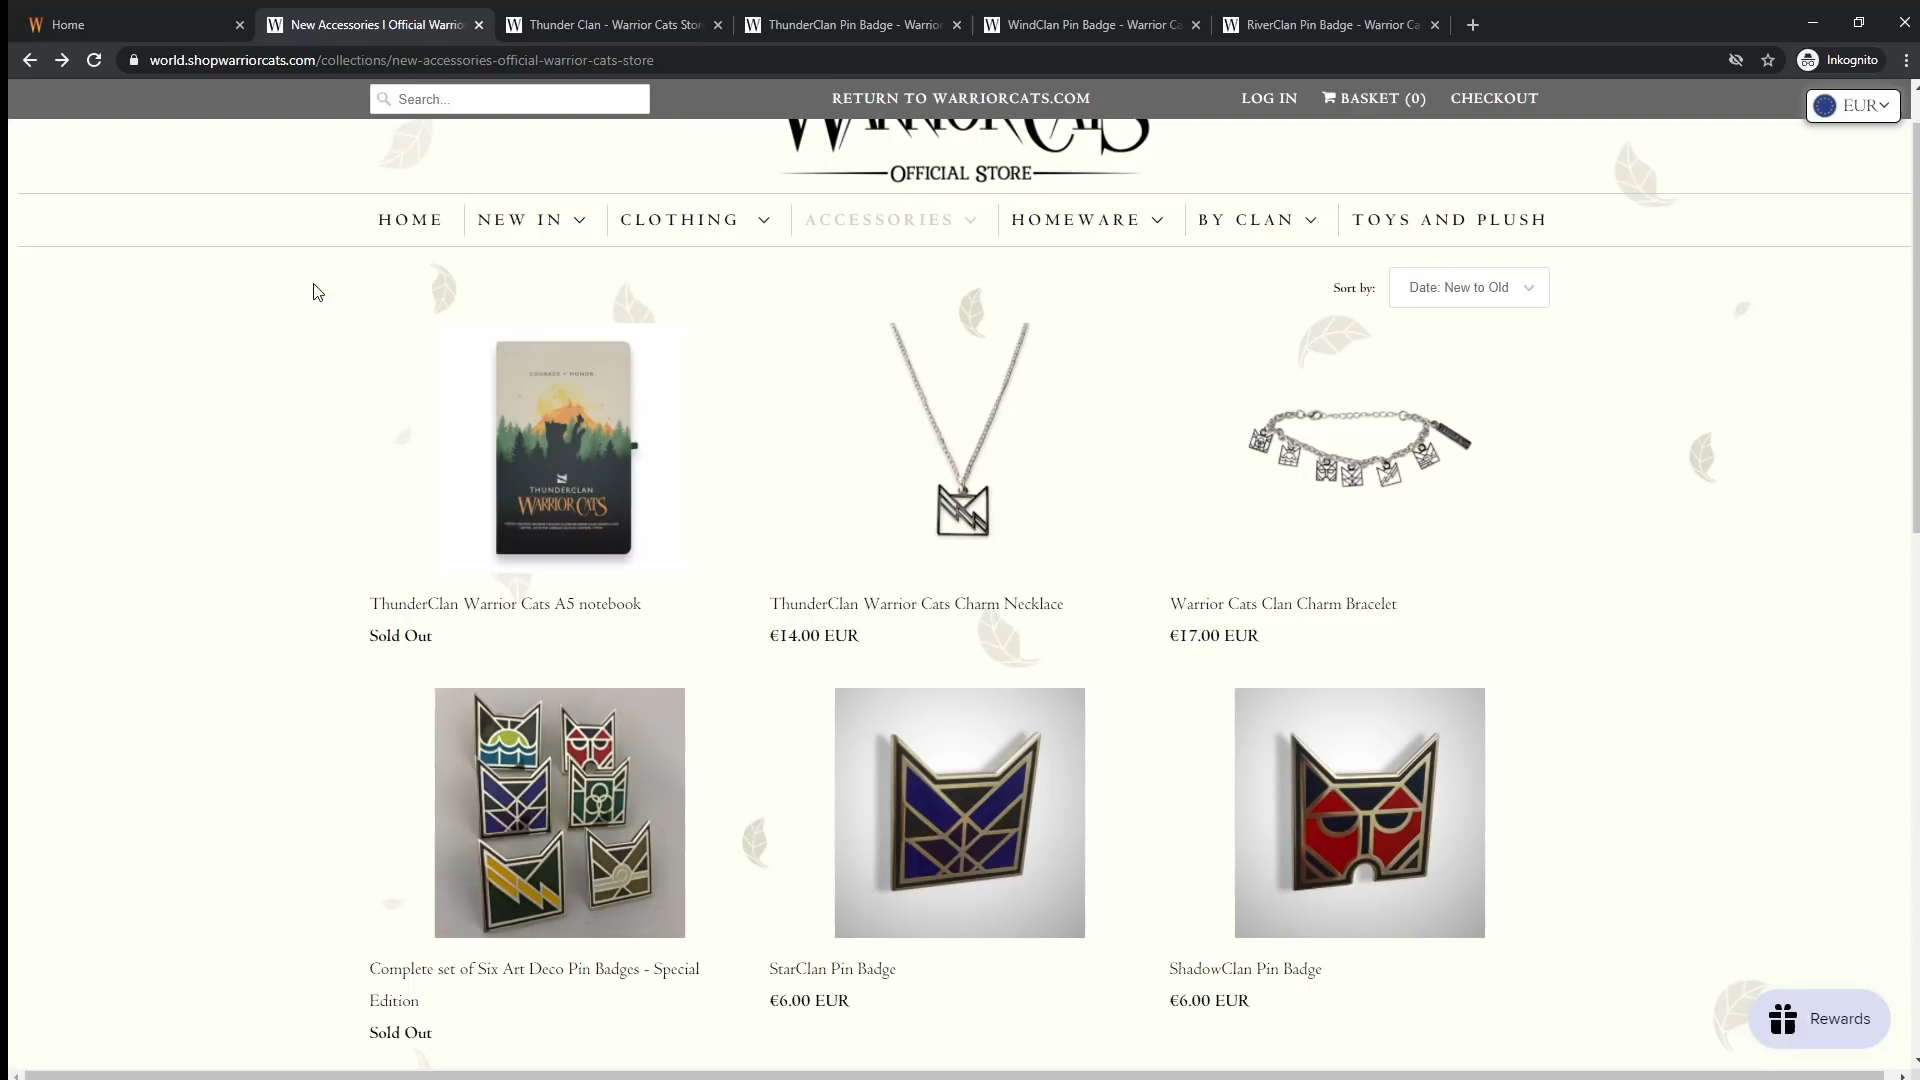 Home
New Accessories I Official Warrio
Thunder Clan - Warrior Cats Stor
ThunderClan Pin Badge - Warrior
WindClan Pin Badge - Warrior Ca
RiverClan Pin Badge - Warrior Ca
world.shopwarriorcats.com/collections/new-accessories-official-warrior-cats-store
Inkognito
Search...
RETURN TO WARRIORCATS.COM
LOG IN
BASKET (0)
CHECKOUT
EUR
WARRIOR CATS
OFFICIAL STORE
HOME
NEW IN
CLOTHING
ACCESSORIES
HOMEWARE
BY CLAN
TOYS AND PLUSH
Sort by:
Date: New to Old
COURAGE • HONOR
THUNDERCLAN
WARRIOR CATS
ThunderClan Warrior Cats A5 notebook
Sold Out
ThunderClan Warrior Cats Charm Necklace
€14.00 EUR
Warrior Cats Clan Charm Bracelet
€17.00 EUR
Complete set of Six Art Deco Pin Badges - Special
Edition
Sold Out
StarClan Pin Badge
€6.00 EUR
ShadowClan Pin Badge
€6.00 EUR
Rewards